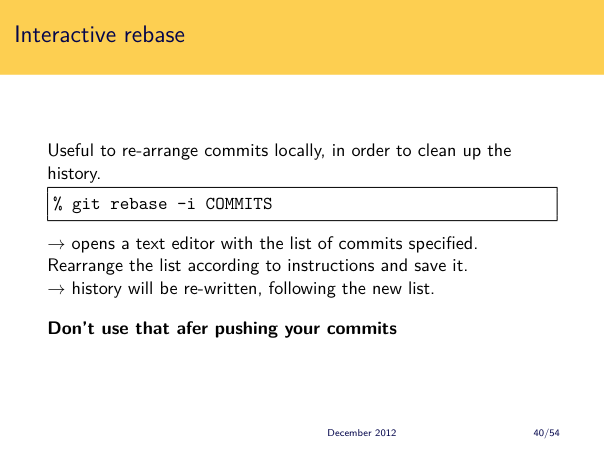 Interactive rebase
Useful to re-arrange commits locally, in order to clean up the
history.
% git rebase -i COMMITS
→ opens a text editor with the list of commits specified.
Rearrange the list according to instructions and save it.
→ history will be re-written, following the new list.
Don't use that afer pushing your commits
December 2012
40/54